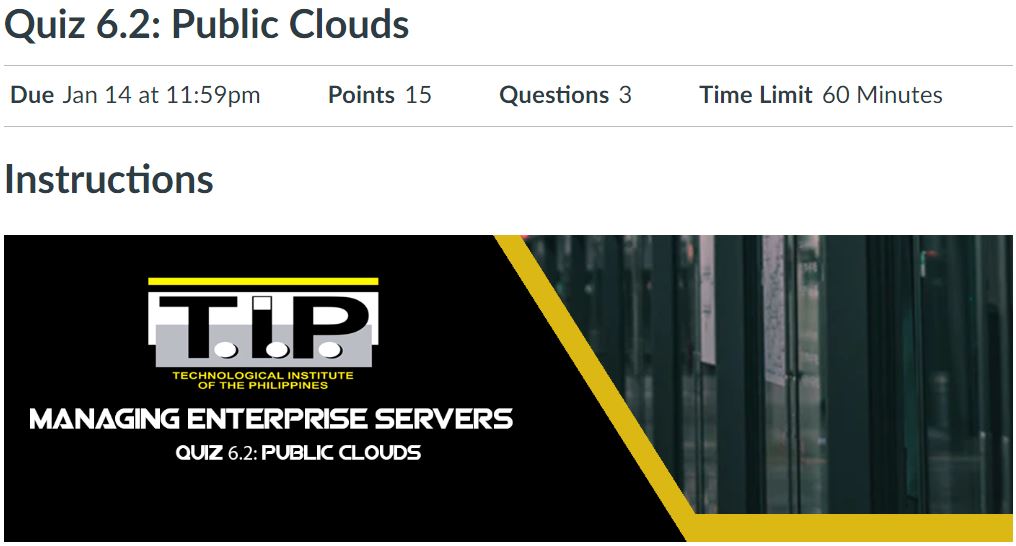 Quiz 6.2: Public Clouds
Due Jan 14 at 11:59pm Points 15 Questions 3 Time Limit 60 Minutes
Instructions
T.I.P.
TECHNOLOGICAL INSTITUTE
OF THE PHILIPPINES
MANAGING ENTERPRISE SERVERS
QUIZ 6.2: PUBLIC CLOUDS